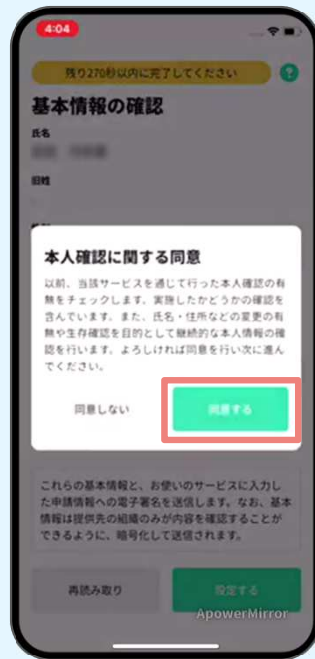 4:04
残り270秒以内に完了してください
?
基本情報の確認
氏名
旧姓
本人確認に関する同意
以前、当該サービスを通じて行った本人確認の有
無をチェックします。実施したかどうかの確認を
含んでいます。また、氏名・住所などの変更の有
無や生存確認を目的として継続的な本人情報の確
認を行います。よろしければ同意を行い次に進ん
でください。
同意しない
同意する
これらの基本情報と、お使いのサービスに入力し
た申請情報への電子署名を送信します。なお、基本
情報は提供先の組織のみが内容を確認することが
できるように、暗号化して送信されます。
再読み取り
設定する
ApowerMirror